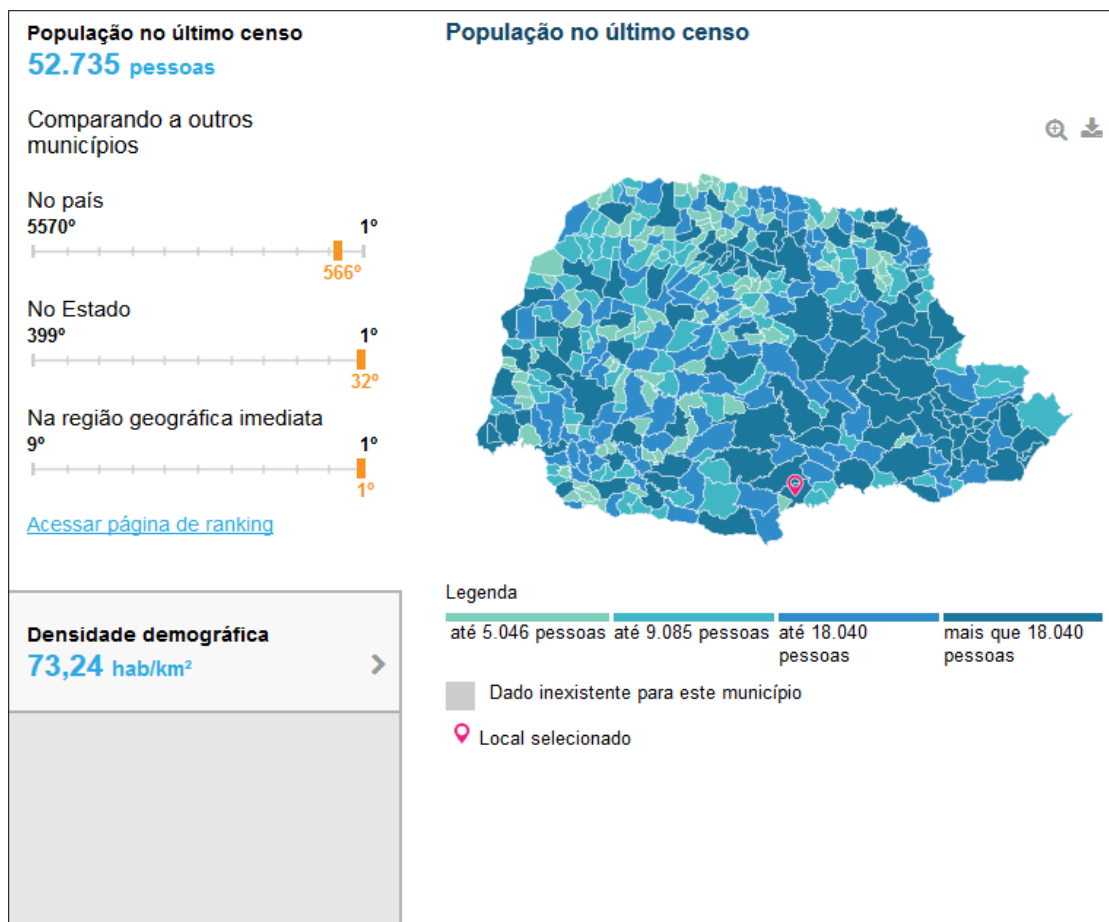 População no último censo
52.735 pessoas
Comparando a outros
municípios
No país
5570º 1º
566º
No Estado
399º 1º
32º
Na região geográfica imediata
9º 1º
1º
Acessar página de ranking
Densidade demográfica
73,24 hab/km²
População no último censo
Legenda
até 5.046 pessoas até 9.085 pessoas até 18.040 pessoas mais que 18.040 pessoas
Dado inexistente para este município
Local selecionado